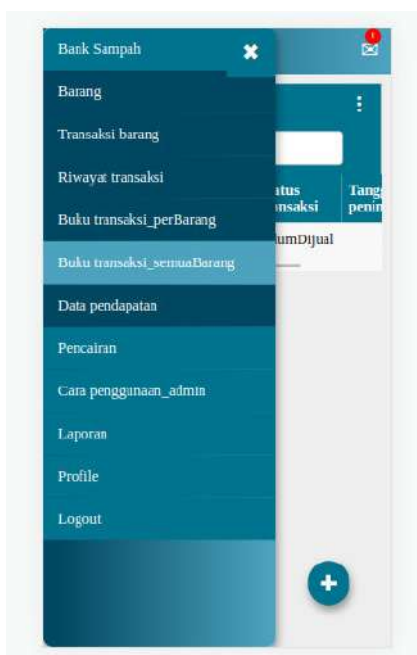 Bank Sampah
1
Barang
Transaksi barang
Riwayat transaksi
Buku transaksi_perBarang
Buku transaksi_semuaBarang
Data pendapatan
Pencairan
Cara penggunaan_admin
Laporan
Profile
Logout